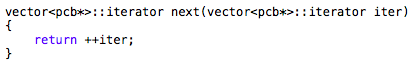 vector<pcb*>::iterator next(vector<pcb*>::iterator iter)
{
    return ++iter;
}